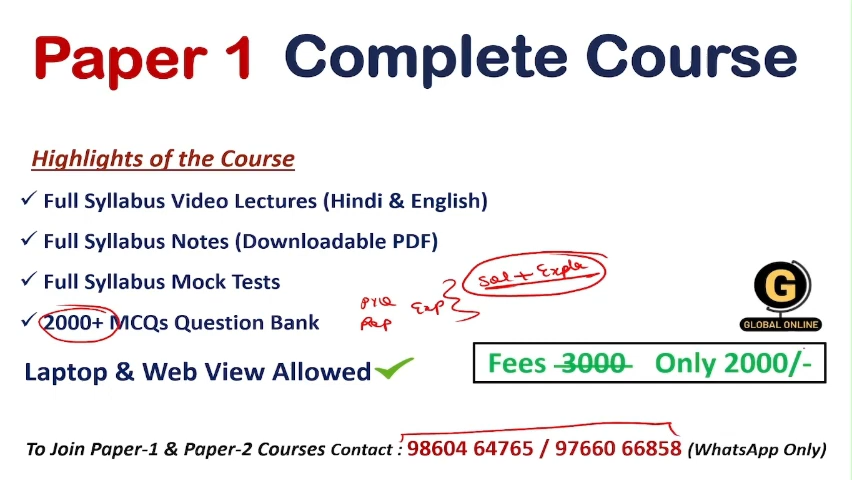 Paper 1 Complete Course
Highlights of the Course
✓ Full Syllabus Video Lectures (Hindi & English)
✓ Full Syllabus Notes (Downloadable PDF)
✓ Full Syllabus Mock Tests
Sol + Expla
✓ 2000+ MCQs Question Bank
PYQ
Exp
G
GLOBAL ONLINE
Laptop & Web View Allowed
Fees 3000 Only 2000/-
To Join Paper-1 & Paper-2 Courses Contact : 98604 64765 / 97660 66858 (WhatsApp Only)